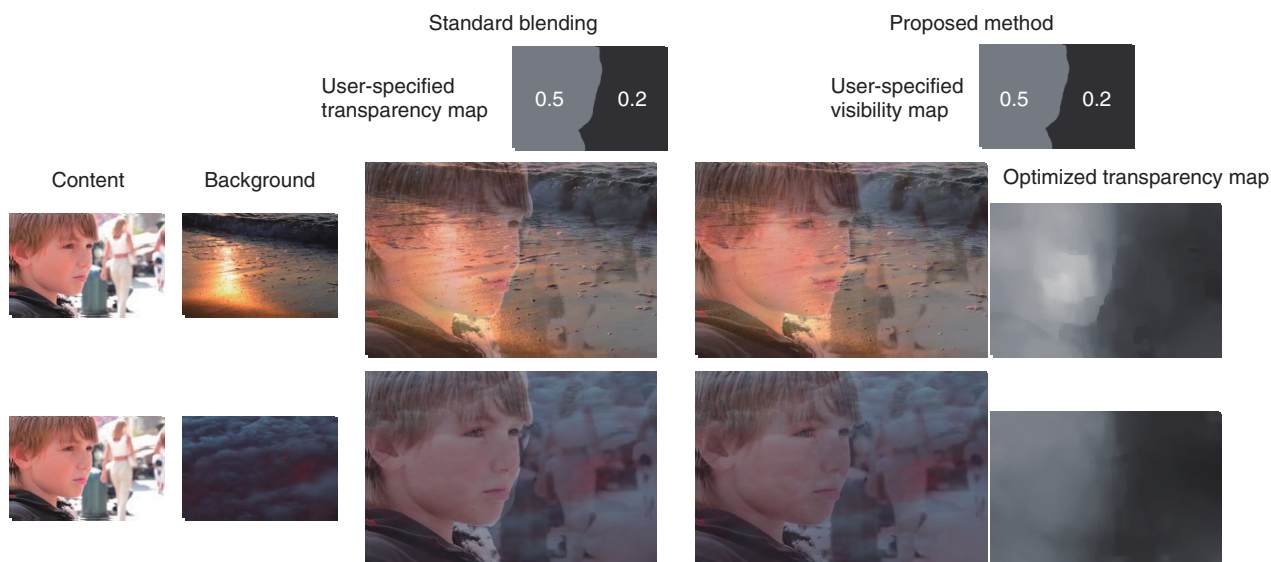 Standard blending
Proposed method
User-specified
transparency map
0.5
0.2
User-specified
visibility map
0.5
0.2
Content
Background
Optimized transparency map